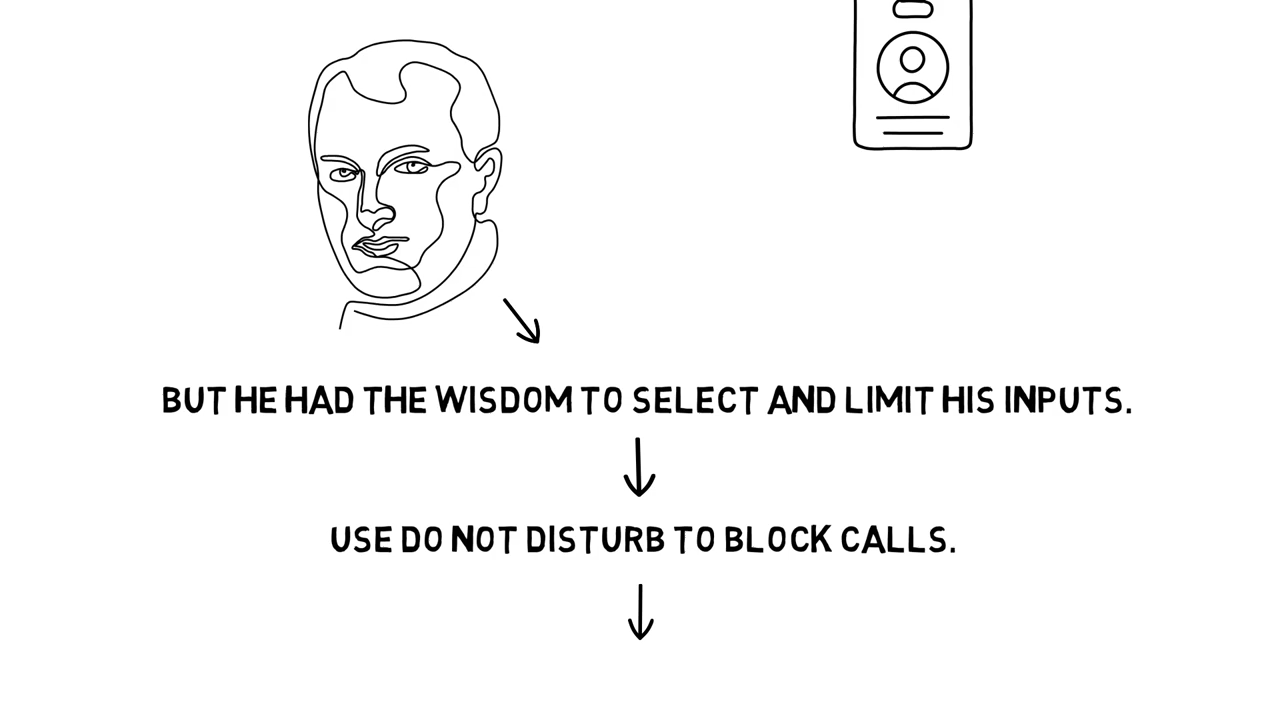 BUT HE HAD THE WISDOM TO SELECT AND LIMIT HIS INPUTS.
USE DO NOT DISTURB TO BLOCK CALLS.